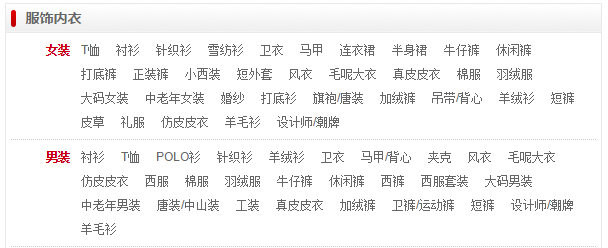 服饰内衣
女装 T恤 衬衫 针织衫 雪纺衫 卫衣 马甲 连衣裙 半身裙 牛仔裤 休闲裤
打底裤 正装裤 小西装 短外套 风衣 毛呢大衣 真皮皮衣 棉服 羽绒服
大码女装 中老年女装 婚纱 打底衫 旗袍/唐装 加绒裤 吊带/背心 羊绒衫 短裤
皮草 礼服 仿皮皮衣 羊毛衫 设计师/潮牌
男装 衬衫 T恤 POLO衫 针织衫 羊绒衫 卫衣 马甲/背心 夹克 风衣 毛呢大衣
仿皮皮衣 西服 棉服 羽绒服 牛仔裤 休闲裤 西裤 西服套装 大码男装
中老年男装 唐装/中山装 工装 真皮皮衣 加绒裤 卫裤/运动裤 短裤 设计师/潮牌
羊毛衫